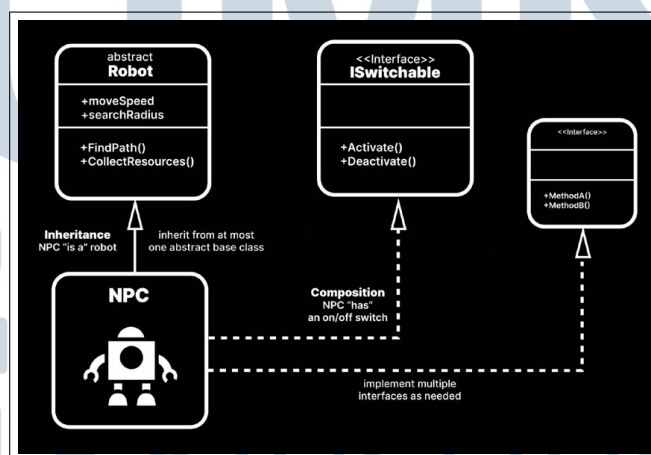 abstract
Robot
+moveSpeed
+searchRadius
+FindPath()
+CollectResources()
<<Interface>>
ISwitchable
+Activate()
+Deactivate()
<<Interface>>
+MethodA()
+MethodB()
Inheritance
NPC "is a" robot
inherit from at most
one abstract base class
NPC
Composition
NPC "has"
an on/off switch
implement multiple
interfaces as needed